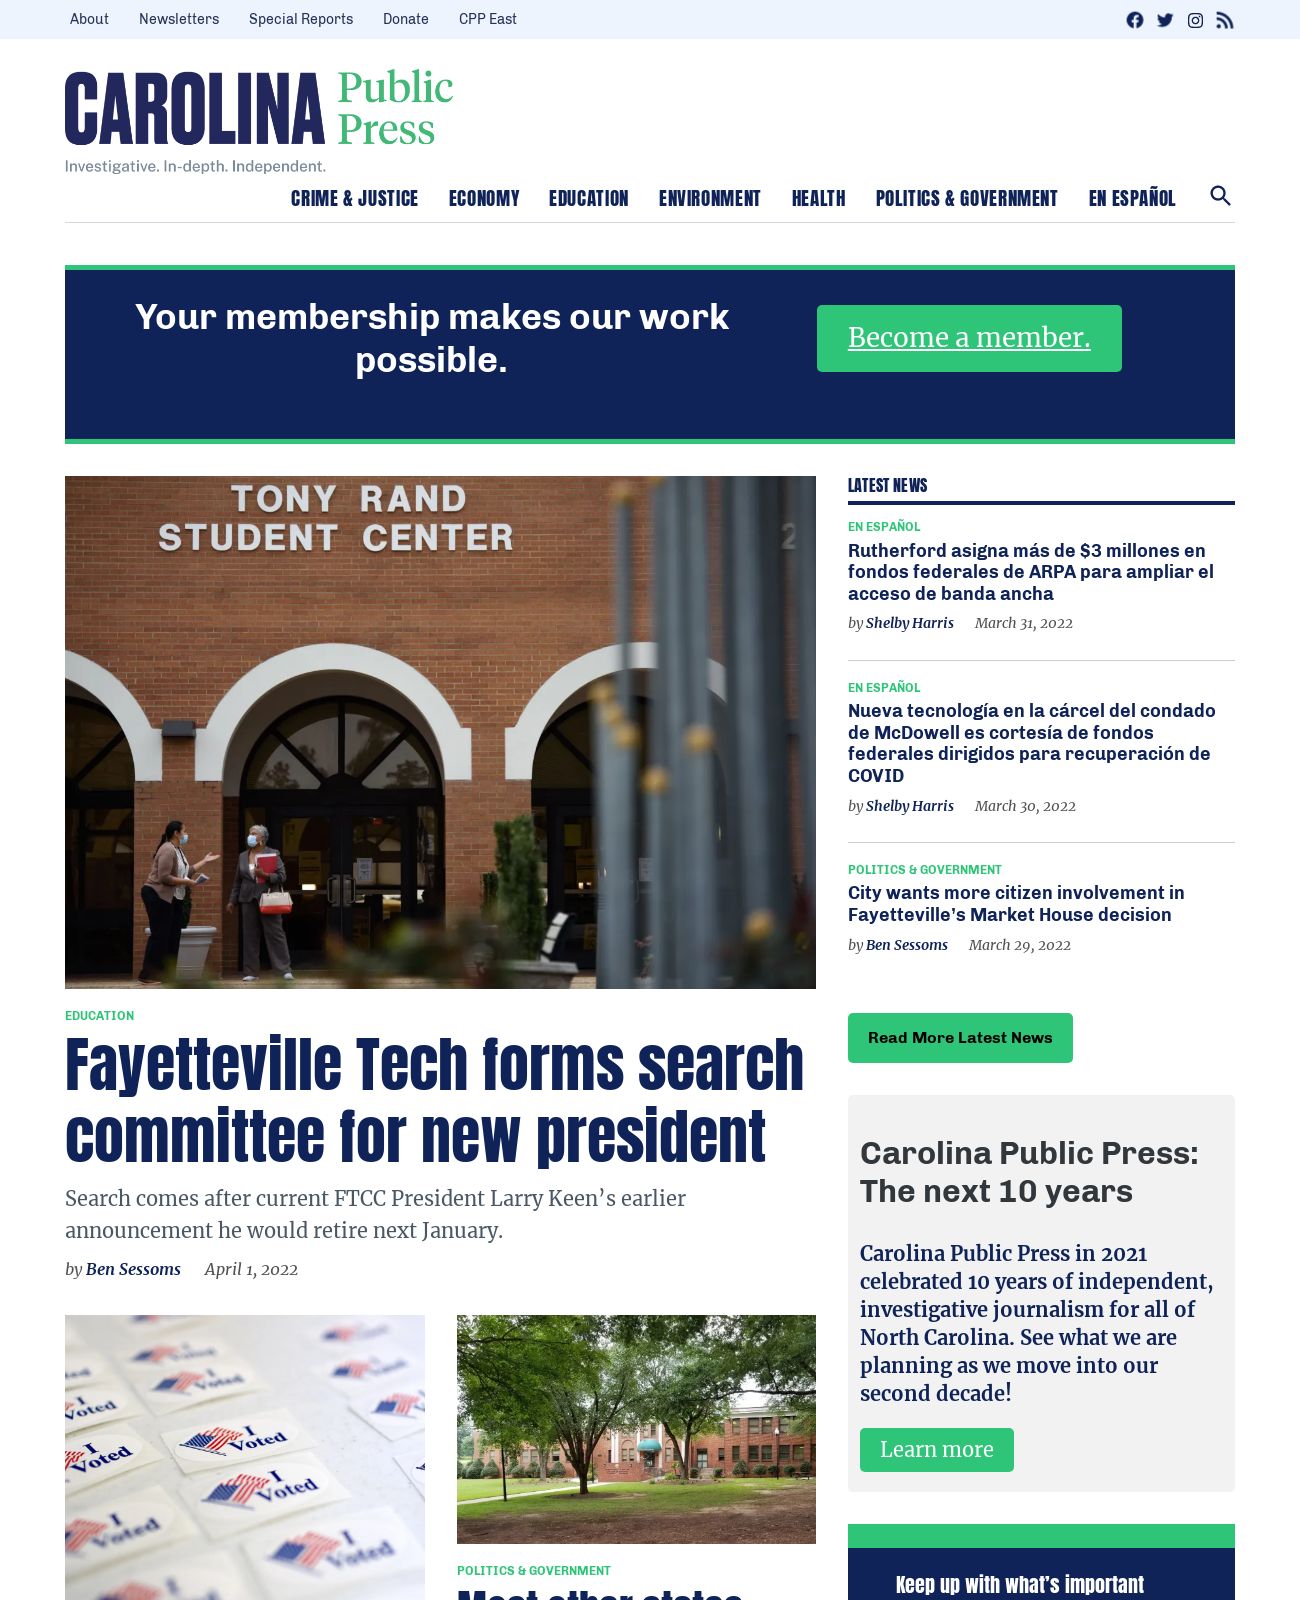 About Newsletters Special Reports Donate CPP East
CAROLINA Public Press
Investigative. In-depth. Independent.
CRIME & JUSTICE ECONOMY EDUCATION ENVIRONMENT HEALTH POLITICS & GOVERNMENT EN ESPAÑOL
Your membership makes our work
possible.
Become a member.
TONY RAND
STUDENT CENTER
2
EDUCATION
Fayetteville Tech forms search
committee for new president
Search comes after current FTCC President Larry Keen’s earlier
announcement he would retire next January.
by Ben Sessoms April 1, 2022
I Voted
I Voted
I Voted
I Voted
I Voted
Voted
POLITICS & GOVERNMENT
Most other states
LATEST NEWS
EN ESPAÑOL
Rutherford asigna más de $3 millones en
fondos federales de ARPA para ampliar el
acceso de banda ancha
by Shelby Harris March 31, 2022
EN ESPAÑOL
Nueva tecnología en la cárcel del condado
de McDowell es cortesía de fondos
federales dirigidos para recuperación de
COVID
by Shelby Harris March 30, 2022
POLITICS & GOVERNMENT
City wants more citizen involvement in
Fayetteville’s Market House decision
by Ben Sessoms March 29, 2022
Read More Latest News
Carolina Public Press:
The next 10 years
Carolina Public Press in 2021
celebrated 10 years of independent,
investigative journalism for all of
North Carolina. See what we are
planning as we move into our
second decade!
Learn more
Keep up with what’s important